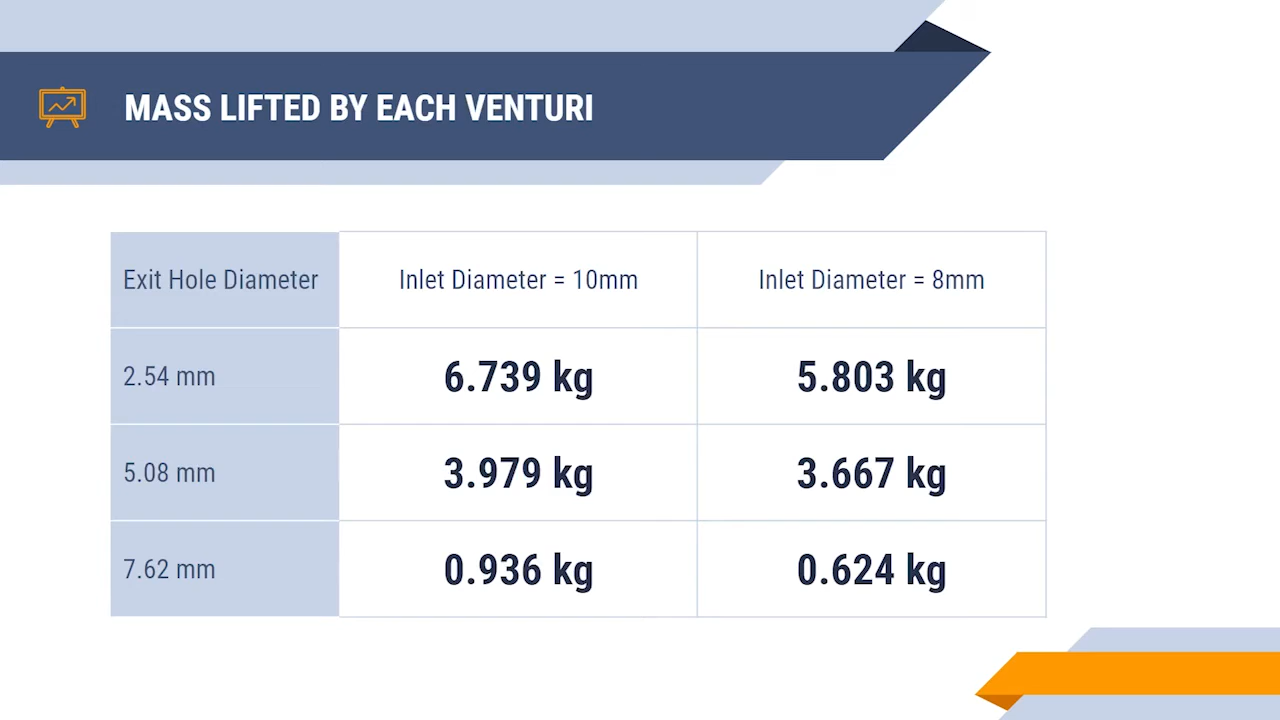 MASS LIFTED BY EACH VENTURI
Exit Hole Diameter Inlet Diameter = 10mm Inlet Diameter = 8mm
2.54 mm 6.739 kg 5.803 kg
5.08 mm 3.979 kg 3.667 kg
7.62 mm 0.936 kg 0.624 kg